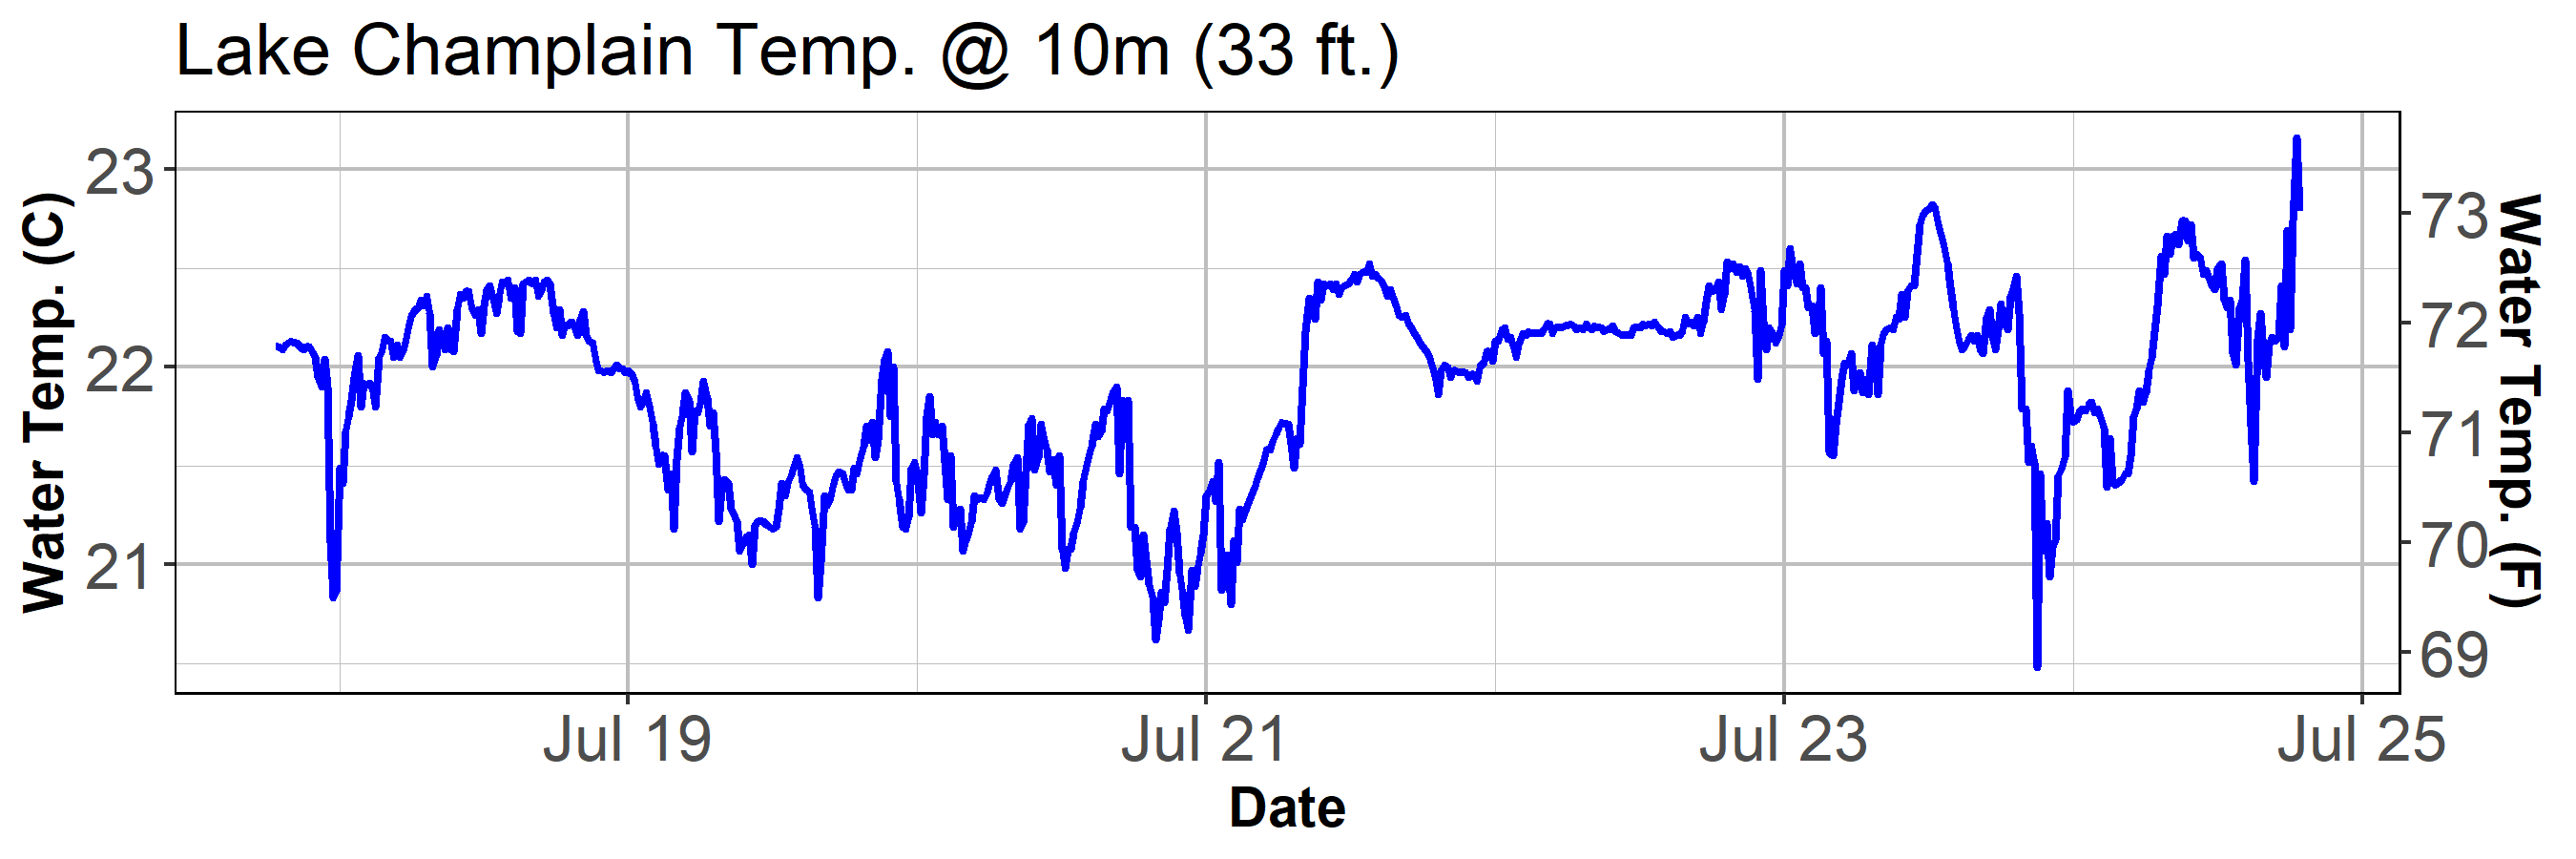 Lake Champlain Temp. @ 10m (33 ft.)
Water Temp. (C)
23
22
21
73
72
71
70
69
Water Temp. (F)
Jul 19
Jul 21
Jul 23
Jul 25
Date